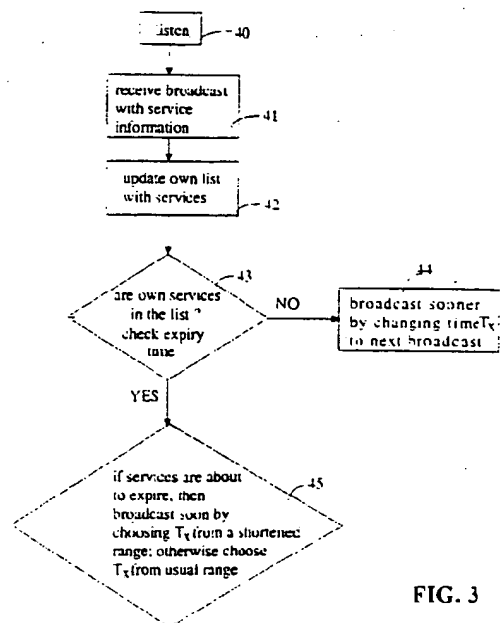 listen
40
receive broadcast
with service
information
41
update own list
with services
42
43
are own services
in the list ?
check expiry
time
NO
44
broadcast sooner
by changing time Tx
to next broadcast
YES
45
if services are about
to expire, then
broadcast soon by
choosing Tx from a shortened
range; otherwise choose
Tx from usual range
FIG. 3